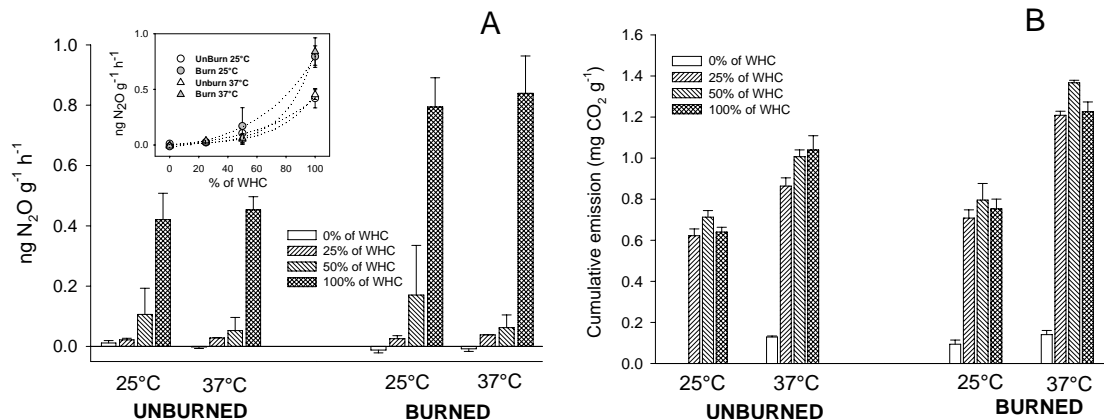 A
1.0
0.8
0.6
0.4
0.2
0.0
ng N₂O g⁻¹ h⁻¹
1.0
0.5
0.0
ng N₂O g⁻¹ h⁻¹
UnBurn 25°C
Burn 25°C
Unburn 37°C
Burn 37°C
0 20 40 60 80 100
% of WHC
0% of WHC
25% of WHC
50% of WHC
100% of WHC
25°C 37°C 25°C 37°C
UNBURNED BURNED
B
1.6
1.4
1.2
1.0
0.8
0.6
0.4
0.2
0.0
Cumulative emission (mg CO₂ g⁻¹)
0% of WHC
25% of WHC
50% of WHC
100% of WHC
25°C 37°C 25°C 37°C
UNBURNED BURNED